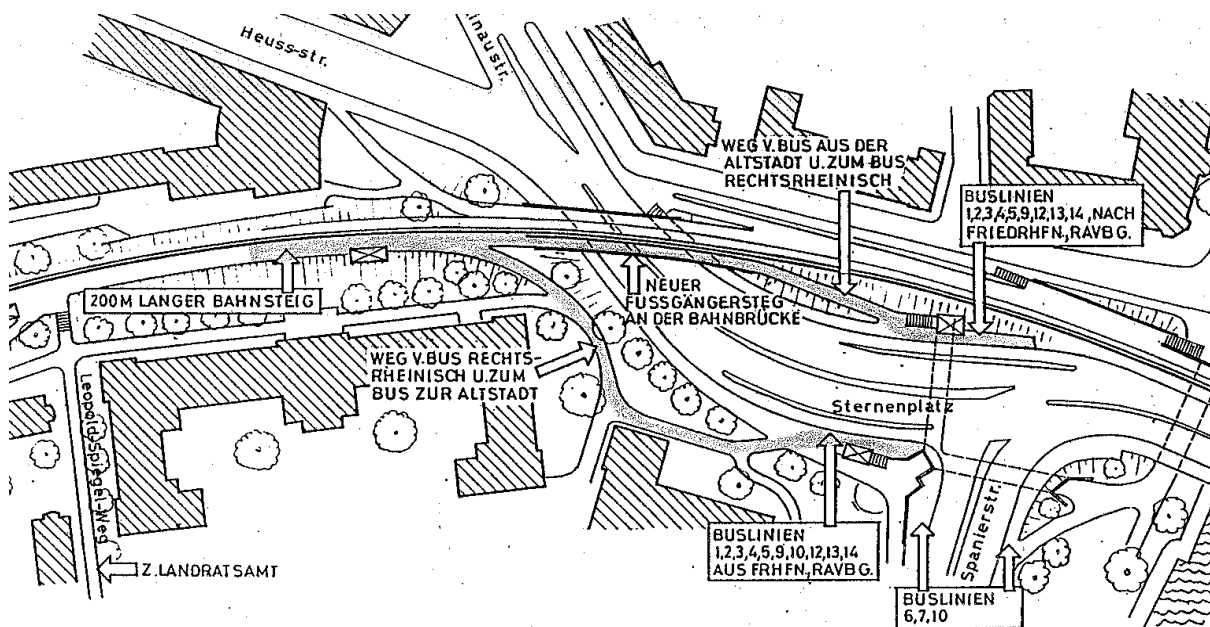 Heuss-str.
inaustr.
WEG V. BUS AUS DER
ALTSTADT U. ZUM BUS
RECHTSRHEINISCH
BUSLINIEN
1,2,3,4,5,9,12,13,14, NACH
FRIEDRHFN, RAVBG.
200M LANGER BAHNSTEIG
NEUER
FUSSGÄNGERSTEG
AN DER BAHNBRÜCKE
WEG V. BUS RECHTS-
RHEINISCH U. ZUM
BUS ZUR ALTSTADT
Sternenplatz
Leopold-Spiegel-Weg
Z. LANDRATSAMT
BUSLINIEN
1,2,3,4,5,9,10,12,13,14
AUS FRHFN, RAVBG.
Spanierstr.
BUSLINIEN
6,7,10